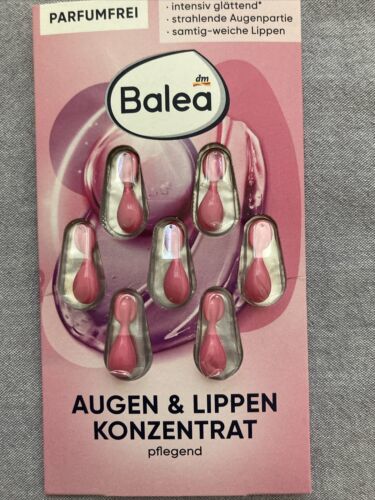 PARFUMFREI
· intensiv glättend*
· strahlende Augenpartie
· samtig-weiche Lippen
dm
Balea
AUGEN & LIPPEN
KONZENTRAT
pflegend